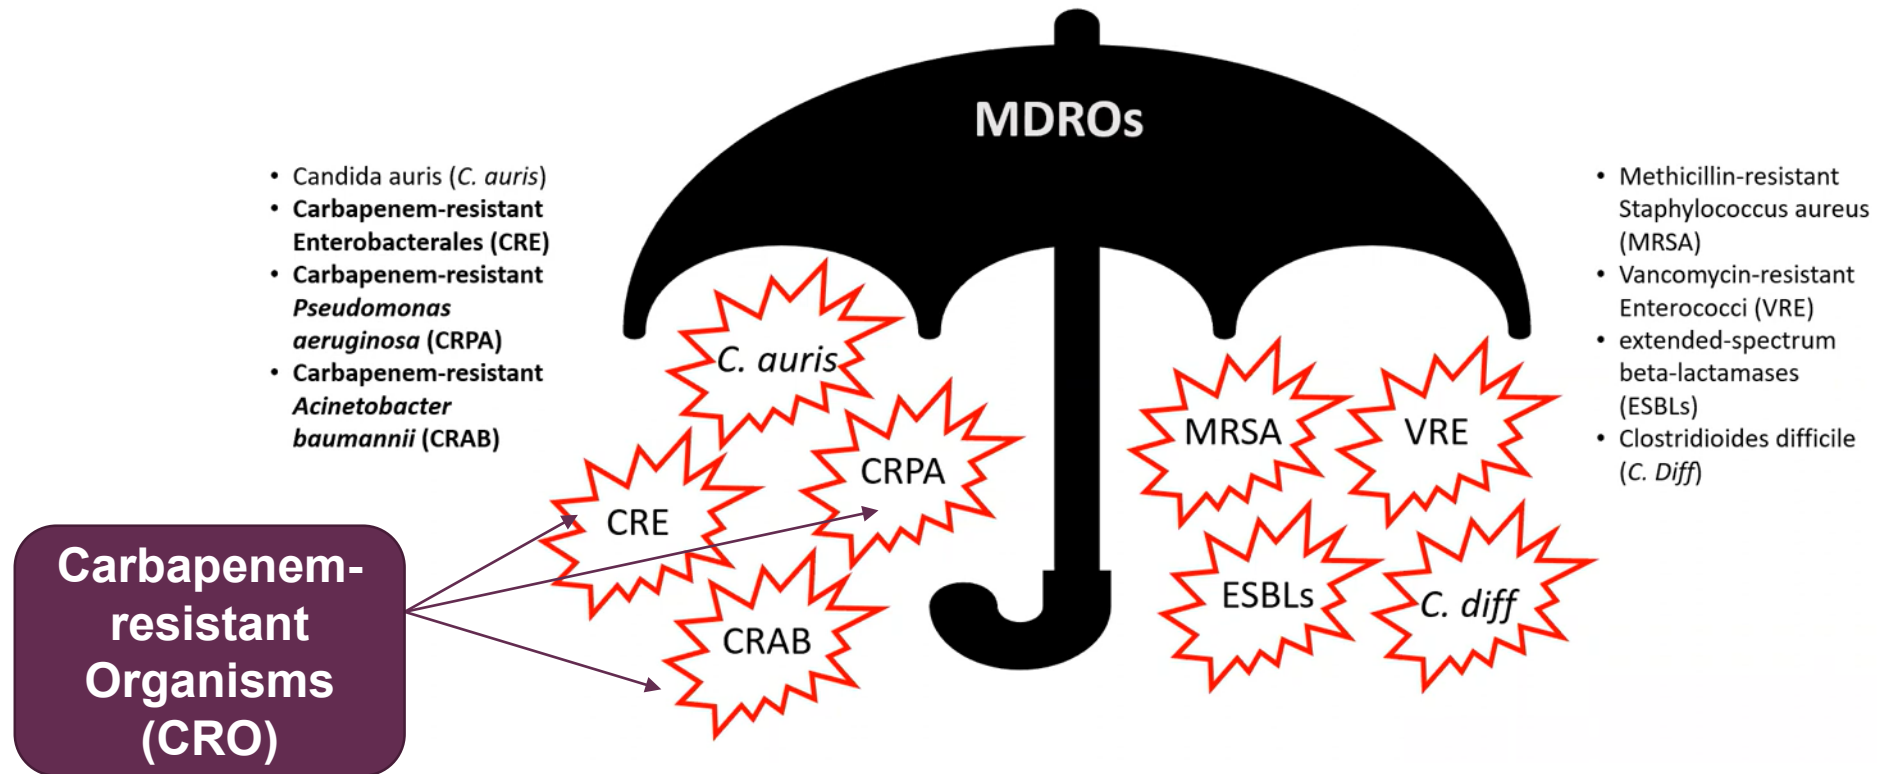 MDROs
• Candida auris (C. auris)
• Carbapenem-resistant
Enterobacterales (CRE)
• Carbapenem-resistant
Pseudomonas
aeruginosa (CRPA)
• Carbapenem-resistant
Acinetobacter
baumannii (CRAB)
C. auris
CRPA
CRE
CRAB
Carbapenem-
resistant
Organisms
(CRO)
MRSA
VRE
ESBLs
C. diff
• Methicillin-resistant
Staphylococcus aureus
(MRSA)
• Vancomycin-resistant
Enterococci (VRE)
• extended-spectrum
beta-lactamases
(ESBLs)
• Clostridioides difficile
(C. Diff)